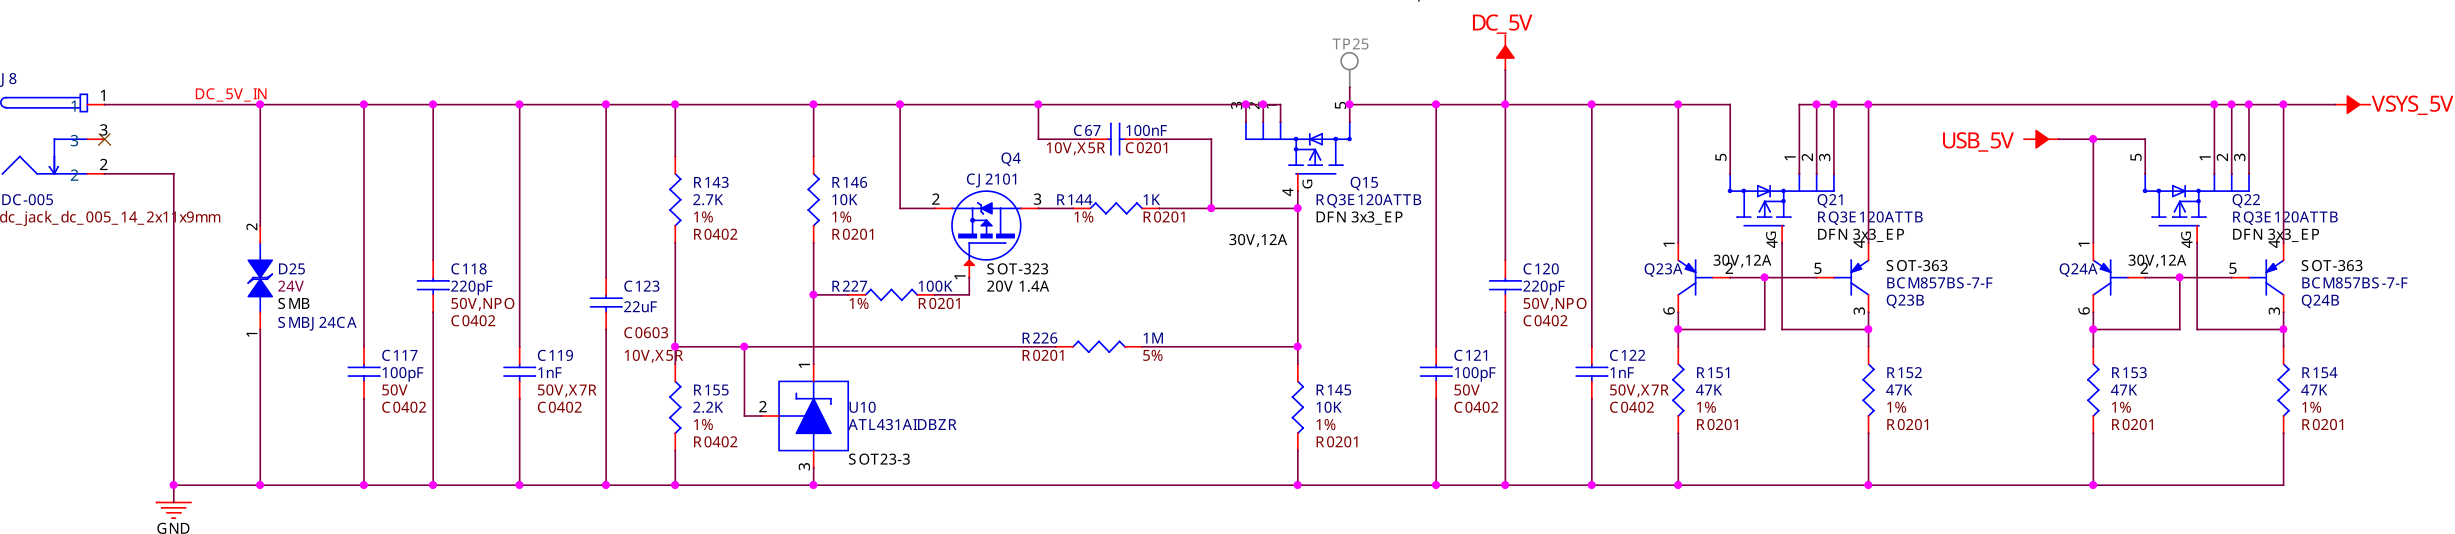 J8
1
1
3
3
2
2
DC-005
dc_jack_dc_005_14_2x11x9mm
GND
DC_5V_IN
2
D25
24V
SMB
SMBJ24CA
1
C117
100pF
50V
C0402
C118
220pF
50V,NPO
C0402
C119
1nF
50V,X7R
C0402
C123
22uF
C0603
10V,X5R
R143
2.7K
1%
R0402
R155
2.2K
1%
R0402
R146
10K
1%
R0201
R227
100K
1%
R0201
R226
1M
R0201
5%
1
2
3
U10
ATL431AIDBZR
SOT23-3
Q4
CJ2101
2
3
1
SOT-323
20V 1.4A
C67
100nF
10V,X5R
C0201
R144
1K
1%
R0201
3
2
1
5
4
G
Q15
RQ3E120ATTB
DFN3x3_EP
30V,12A
TP25
R145
10K
1%
R0201
DC_5V
C121
100pF
50V
C0402
C120
220pF
50V,NPO
C0402
C122
1nF
50V,X7R
C0402
5
1
2
3
Q21
RQ3E120ATTB
DFN3x3_EP
4
G
30V,12A
1
Q23A
2
6
5
4
3
SOT-363
BCM857BS-7-F
Q23B
R151
47K
1%
R0201
R152
47K
1%
R0201
USB_5V
VSYS_5V
5
1
2
3
Q22
RQ3E120ATTB
DFN3x3_EP
4
G
30V,12A
1
Q24A
2
6
5
4
3
SOT-363
BCM857BS-7-F
Q24B
R153
47K
1%
R0201
R154
47K
1%
R0201